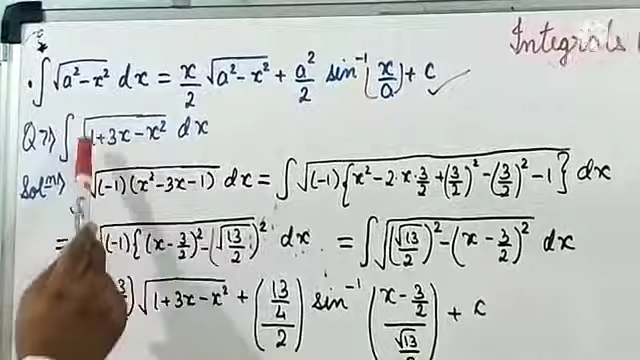 Integrals
∫ √(a² − x²) dx = x/2 √(a² − x²) + a²/2 sin⁻¹(x/a) + c
Q7⟩ ∫ √(1+3x−x²) dx
Solⁿ⟩ √((−1)(x²−3x−1)) dx = ∫ √((−1){x²−2·x·3/2+(3/2)²−(3/2)²−1}) dx
= √((−1){(x−3/2)²−(√13/2)²}) dx = ∫ √((√13/2)²−(x−3/2)²) dx
√(1+3x−x²) + ((13/4)/2) sin⁻¹((x−3/2)/(√13/2)) + c